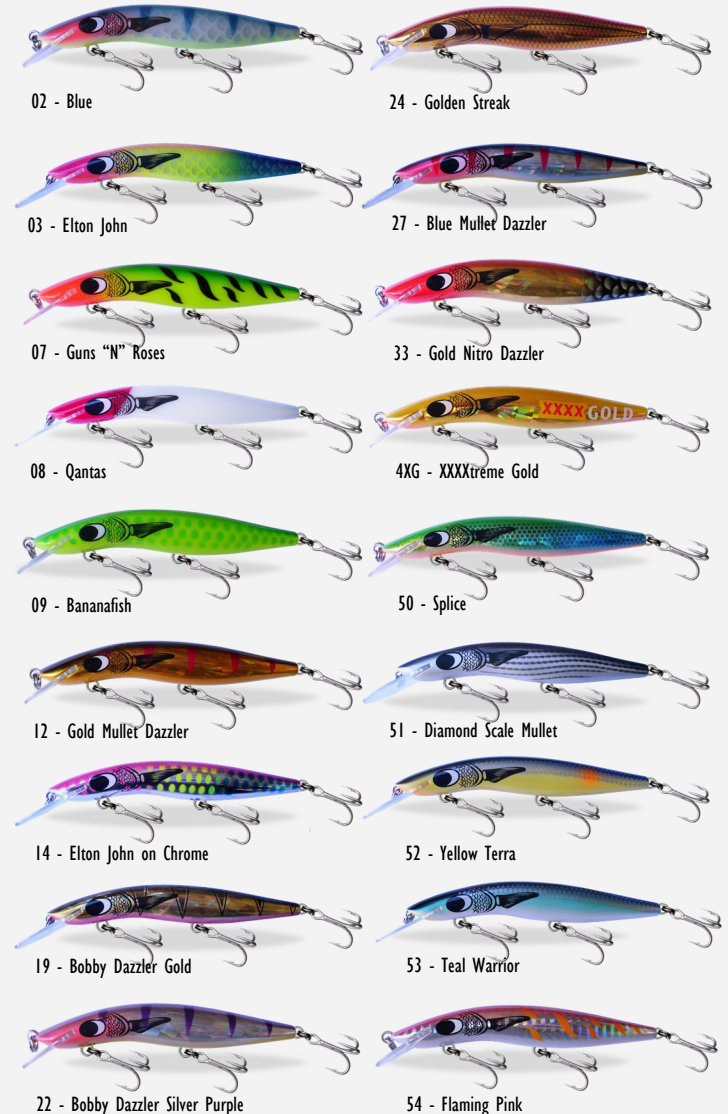 02 - Blue
24 - Golden Streak
03 - Elton John
27 - Blue Mullet Dazzler
07 - Guns “N” Roses
33 - Gold Nitro Dazzler
08 - Qantas
XXXX GOLD
4XG - XXXXtreme Gold
09 - Bananafish
50 - Splice
12 - Gold Mullet Dazzler
51 - Diamond Scale Mullet
14 - Elton John on Chrome
52 - Yellow Terra
19 - Bobby Dazzler Gold
53 - Teal Warrior
22 - Bobby Dazzler Silver Purple
54 - Flaming Pink